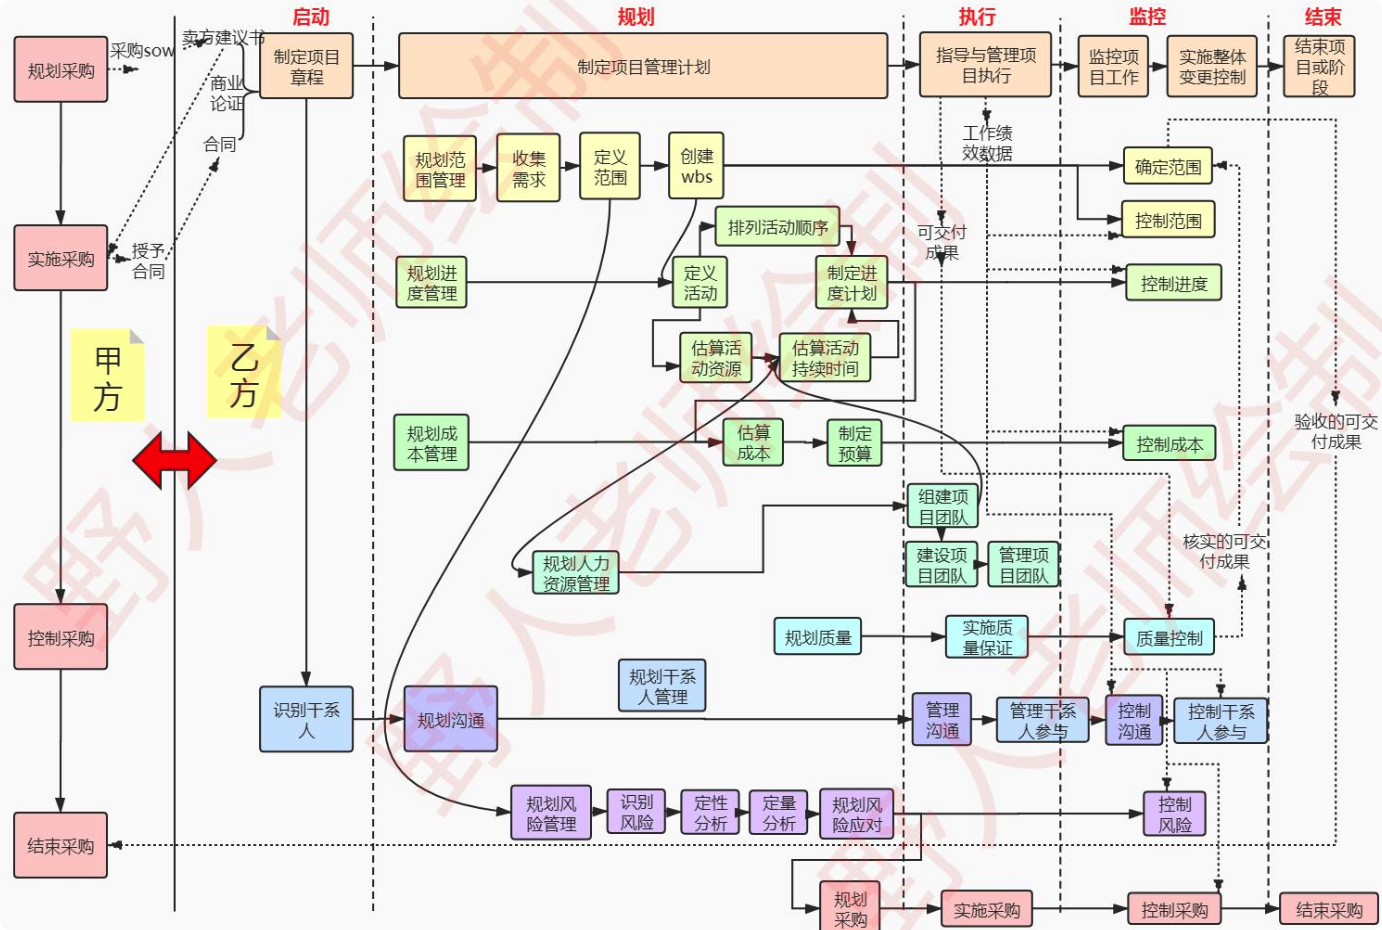 启动
规划
执行
监控
结束
规划采购
采购sow
卖方建议书
商业
论证
合同
制定项目
章程
制定项目管理计划
指导与管理项
目执行
监控项
目工作
实施整体
变更控制
结束项
目或阶
段
工作绩
效数据
规划范
围管理
收集
需求
定义
范围
创建
wbs
确定范围
控制范围
实施采购
授予
合同
排列活动顺序
可交付
成果
规划进
度管理
定义
活动
制定进
度计划
控制进度
估算活
动资源
估算活动
持续时间
甲
方
乙
方
规划成
本管理
估算
成本
制定
预算
控制成本
验收的可交
付成果
组建项
目团队
规划人力
资源管理
建设项
目团队
管理项
目团队
核实的可交
付成果
控制采购
规划质量
实施质
量保证
质量控制
识别干系
人
规划沟通
规划干系
人管理
管理
沟通
管理干系
人参与
控制
沟通
控制干系
人参与
规划风
险管理
识别
风险
定性
分析
定量
分析
规划风
险应对
控制
风险
结束采购
规划
采购
实施采购
控制采购
结束采购
野人老师绘制
野人老师绘制
野人老师绘制